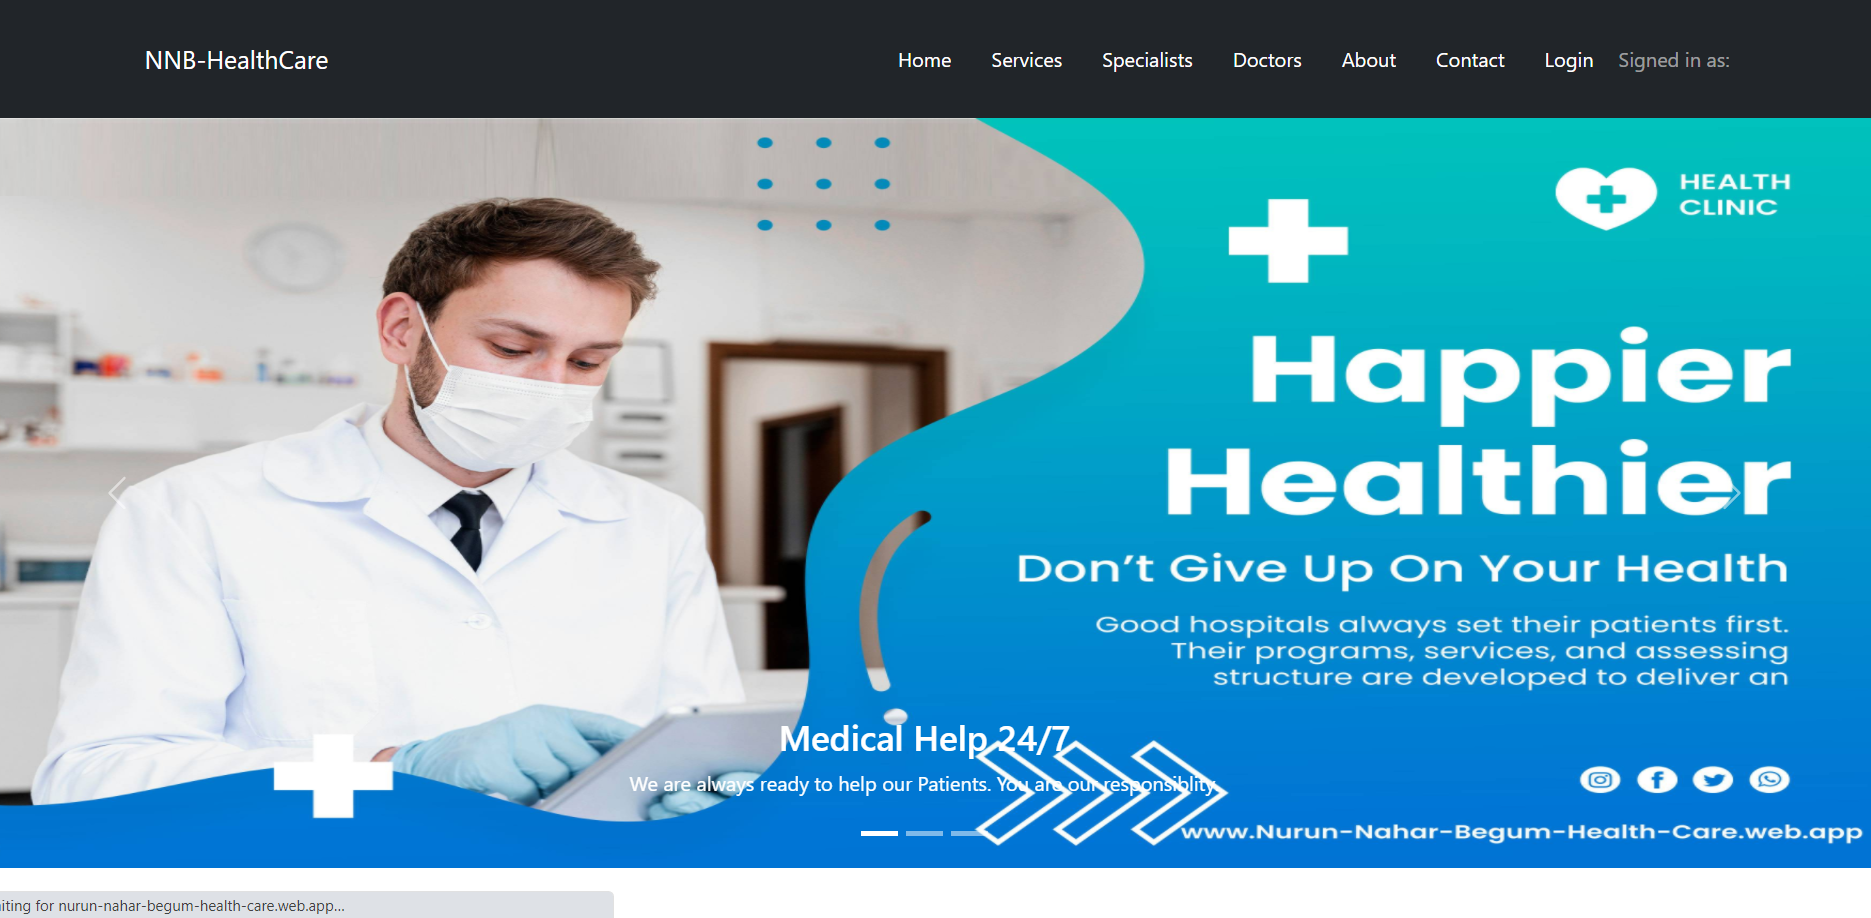 NNB-HealthCare
Home Services Specialists Doctors About Contact Login Signed in as:
HEALTH
CLINIC
Happier
Healthier
Don't Give Up On Your Health
Good hospitals always set their patients first.
Their programs, services, and assessing
structure are developed to deliver an
Medical Help 24/7
We are always ready to help our Patients. You are our responsiblity.
www.Nurun-Nahar-Begum-Health-Care.web.app
iting for nurun-nahar-begum-health-care.web.app...